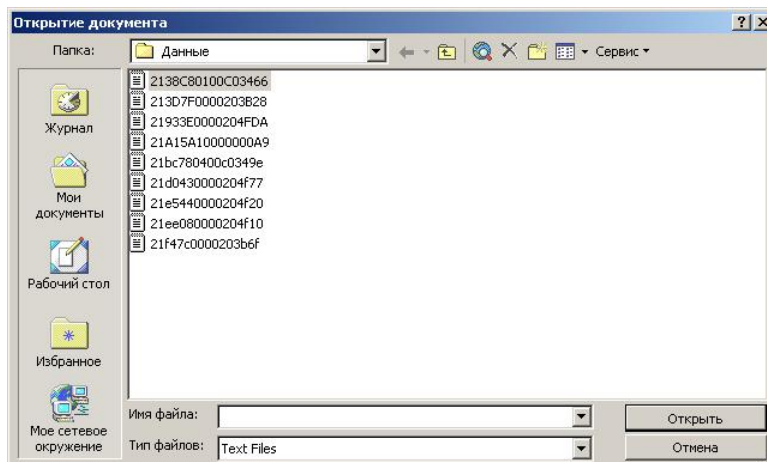 Открытие документа
Папка:
Данные
Сервис
2138C80100C03466
213D7F0000203B28
21933E0000204FDA
21A15A10000000A9
21bc780400c0349e
21d0430000204f77
21e5440000204f20
21ee080000204f10
21f47c0000203b6f
Журнал
Мои
документы
Рабочий стол
Избранное
Мое сетевое
окружение
Имя файла:
Открыть
Тип файлов:
Text Files
Отмена